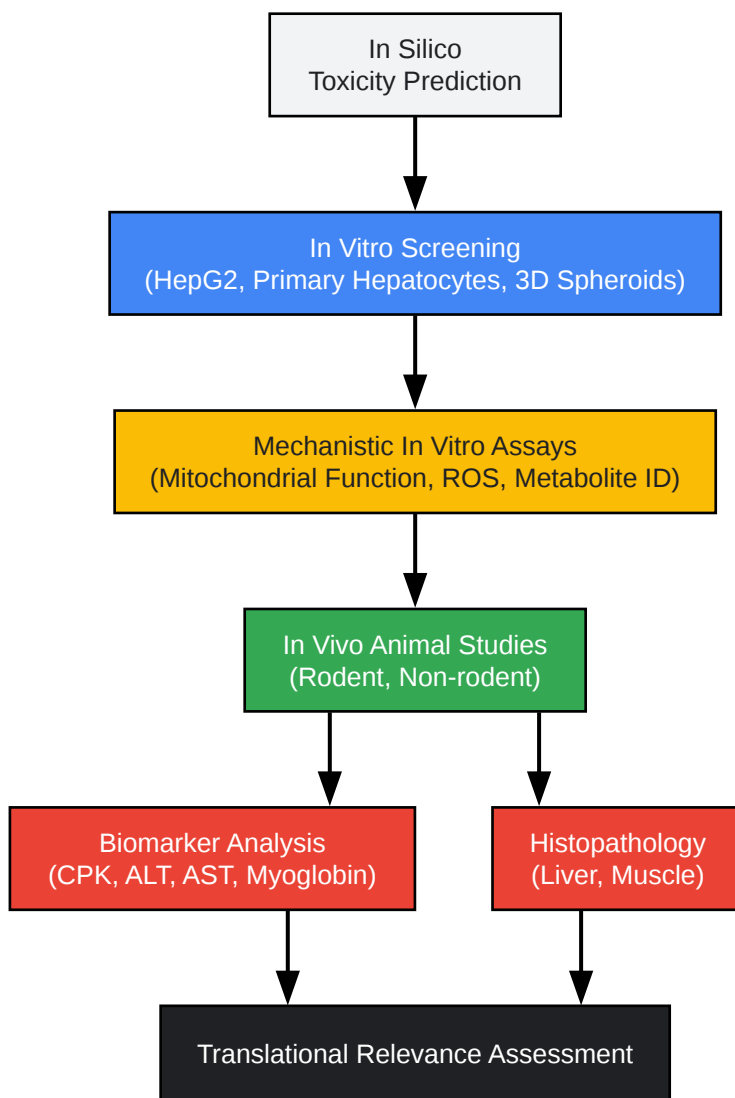 In Silico
Toxicity Prediction
In Vitro Screening
(HepG2, Primary Hepatocytes, 3D Spheroids)
Mechanistic In Vitro Assays
(Mitochondrial Function, ROS, Metabolite ID)
In Vivo Animal Studies
(Rodent, Non-rodent)
Biomarker Analysis
(CPK, ALT, AST, Myoglobin)
Histopathology
(Liver, Muscle)
Translational Relevance Assessment